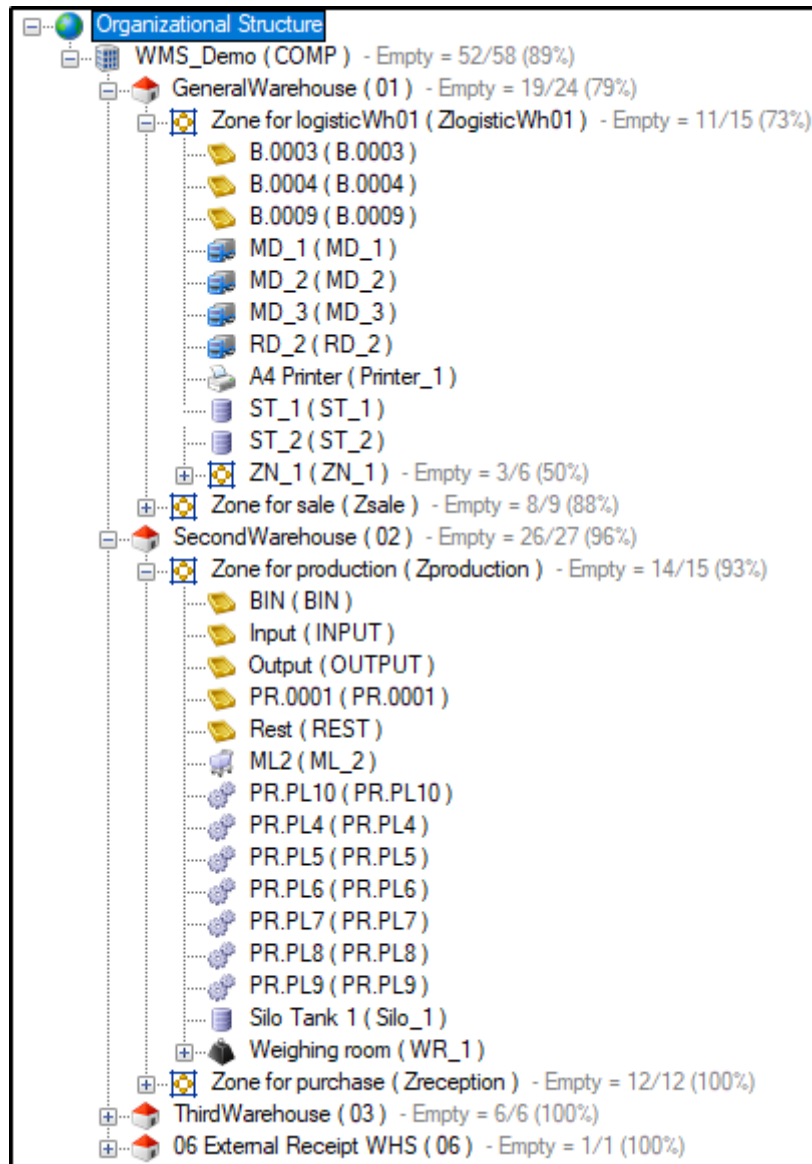 Organizational Structure
WMS_Demo ( COMP ) - Empty = 52/58 (89%)
GeneralWarehouse ( 01 ) - Empty = 19/24 (79%)
Zone for logisticWh01 ( ZlogisticWh01 ) - Empty = 11/15 (73%)
B.0003 ( B.0003 )
B.0004 ( B.0004 )
B.0009 ( B.0009 )
MD_1 ( MD_1 )
MD_2 ( MD_2 )
MD_3 ( MD_3 )
RD_2 ( RD_2 )
A4 Printer ( Printer_1 )
ST_1 ( ST_1 )
ST_2 ( ST_2 )
ZN_1 ( ZN_1 ) - Empty = 3/6 (50%)
Zone for sale ( Zsale ) - Empty = 8/9 (88%)
SecondWarehouse ( 02 ) - Empty = 26/27 (96%)
Zone for production ( Zproduction ) - Empty = 14/15 (93%)
BIN ( BIN )
Input ( INPUT )
Output ( OUTPUT )
PR.0001 ( PR.0001 )
Rest ( REST )
ML2 ( ML_2 )
PR.PL10 ( PR.PL10 )
PR.PL4 ( PR.PL4 )
PR.PL5 ( PR.PL5 )
PR.PL6 ( PR.PL6 )
PR.PL7 ( PR.PL7 )
PR.PL8 ( PR.PL8 )
PR.PL9 ( PR.PL9 )
Silo Tank 1 ( Silo_1 )
Weighing room ( WR_1 )
Zone for purchase ( Zreception ) - Empty = 12/12 (100%)
ThirdWarehouse ( 03 ) - Empty = 6/6 (100%)
06 External Receipt WHS ( 06 ) - Empty = 1/1 (100%)